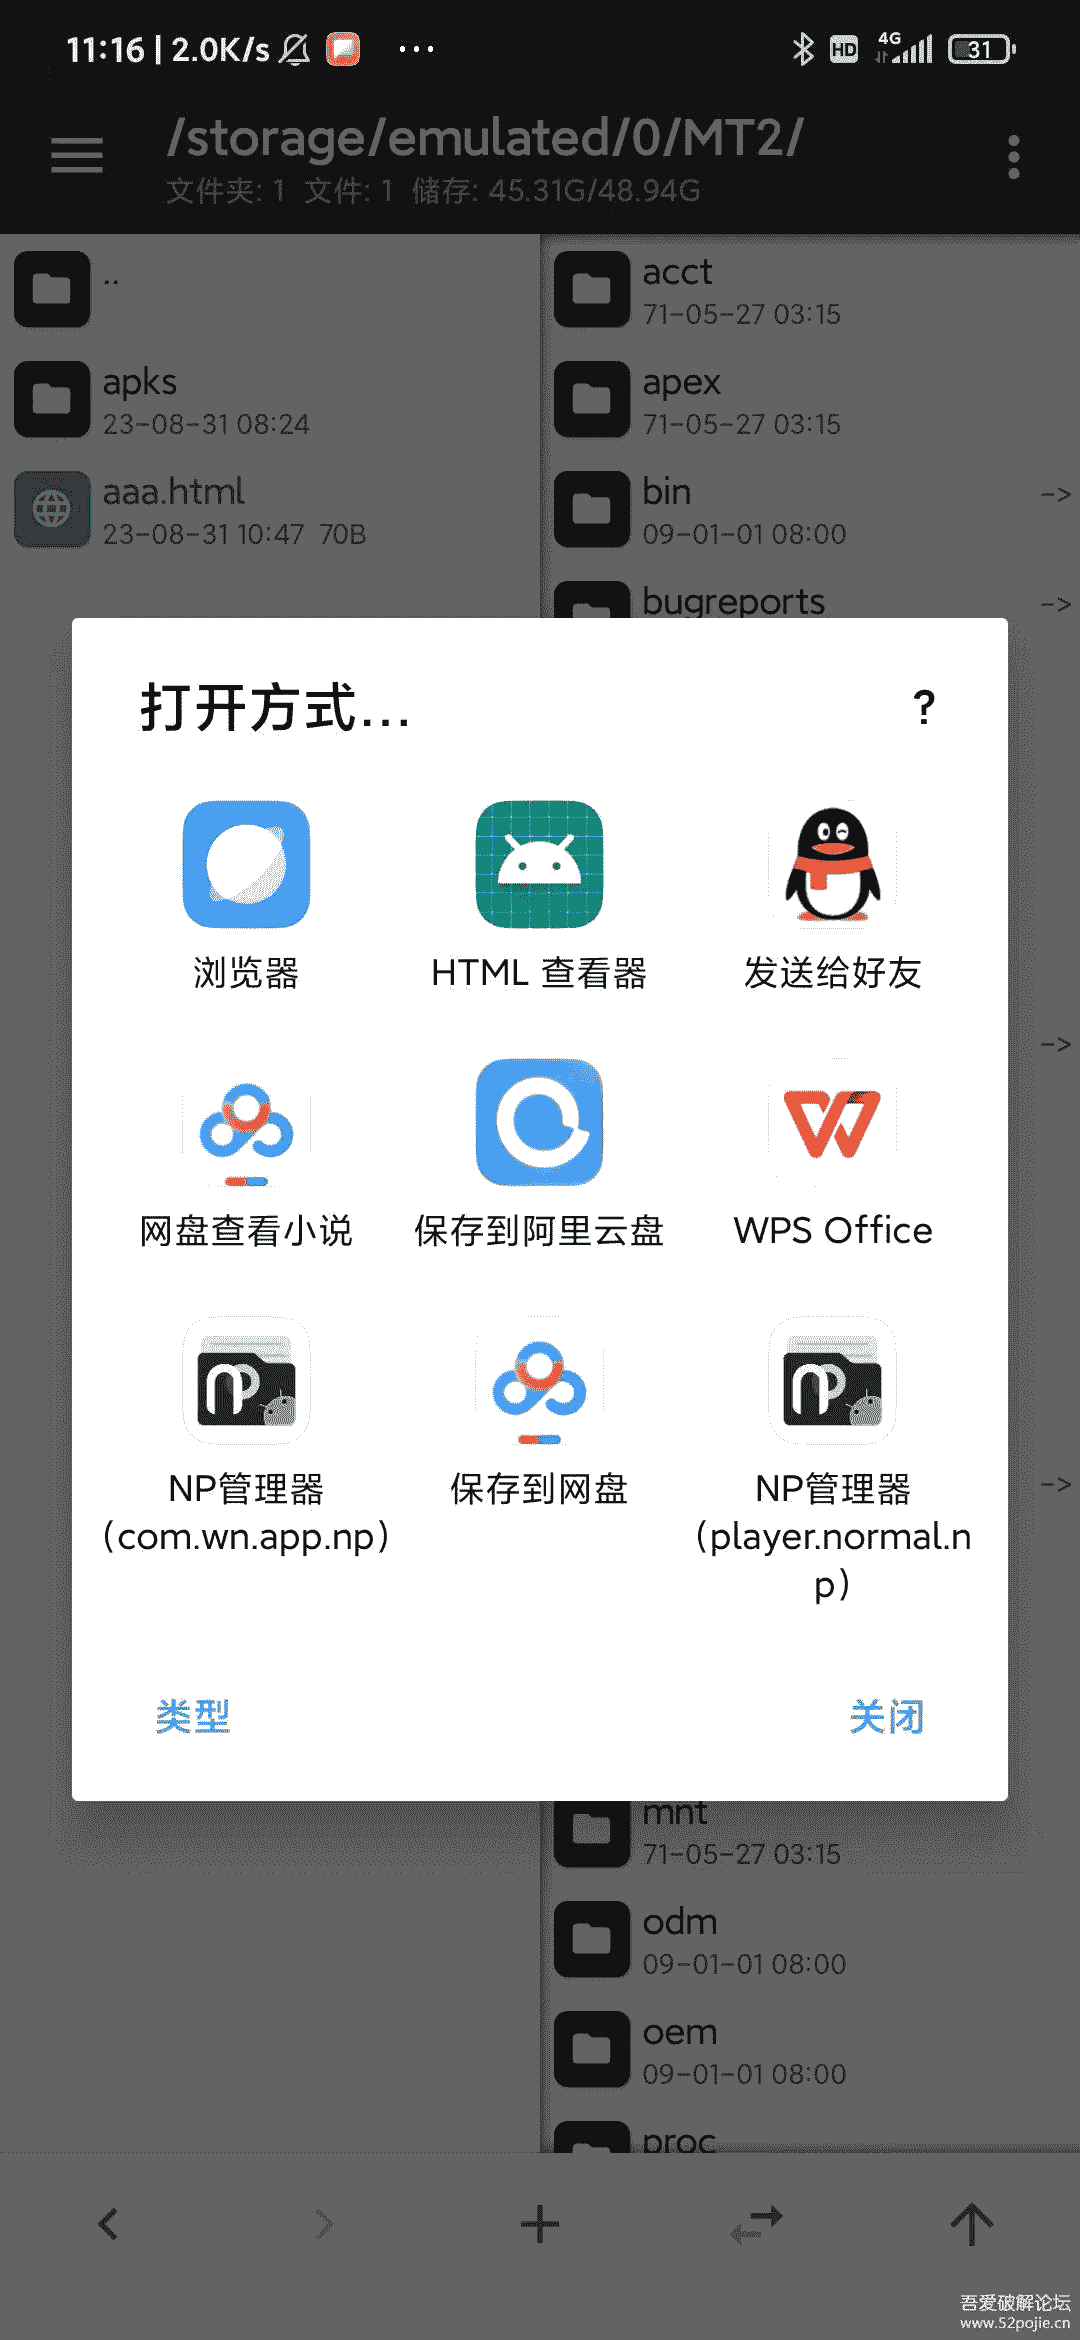 11:16 | 2.0K/s
HD 4G 31
/storage/emulated/0/MT2/
文件夹: 1 文件: 1 储存: 45.31G/48.94G
..
apks
23-08-31 08:24
aaa.html
23-08-31 10:47 70B
acct
71-05-27 03:15
apex
71-05-27 03:15
bin
->
09-01-01 08:00
bugreports
->
打开方式...
?
浏览器
HTML 查看器
发送给好友
->
网盘查看小说
保存到阿里云盘
WPS Office
NP管理器
(com.wn.app.np)
保存到网盘
NP管理器
(player.normal.n
p)
->
类型
关闭
mnt
71-05-27 03:15
odm
09-01-01 08:00
oem
09-01-01 08:00
proc
吾爱破解论坛
www.52pojie.cn